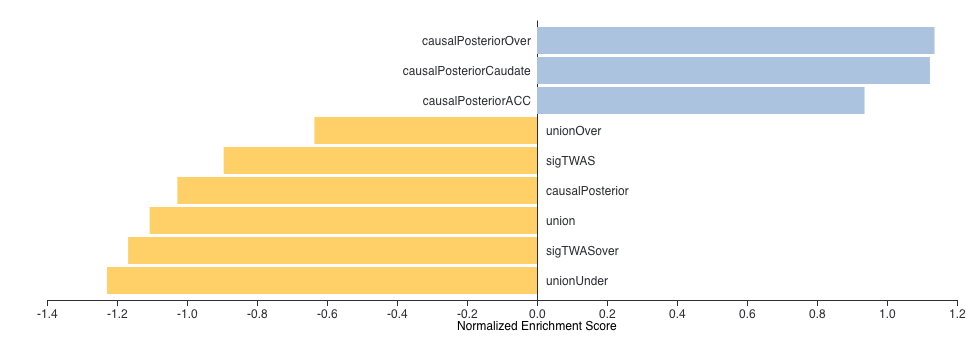 causalPosteriorOver
causalPosteriorCaudate
causalPosteriorACC
unionOver
sigTWAS
causalPosterior
union
sigTWASover
unionUnder
-1.4 -1.2 -1.0 -0.8 -0.6 -0.4 -0.2 0.0 0.2 0.4 0.6 0.8 1.0 1.2
Normalized Enrichment Score